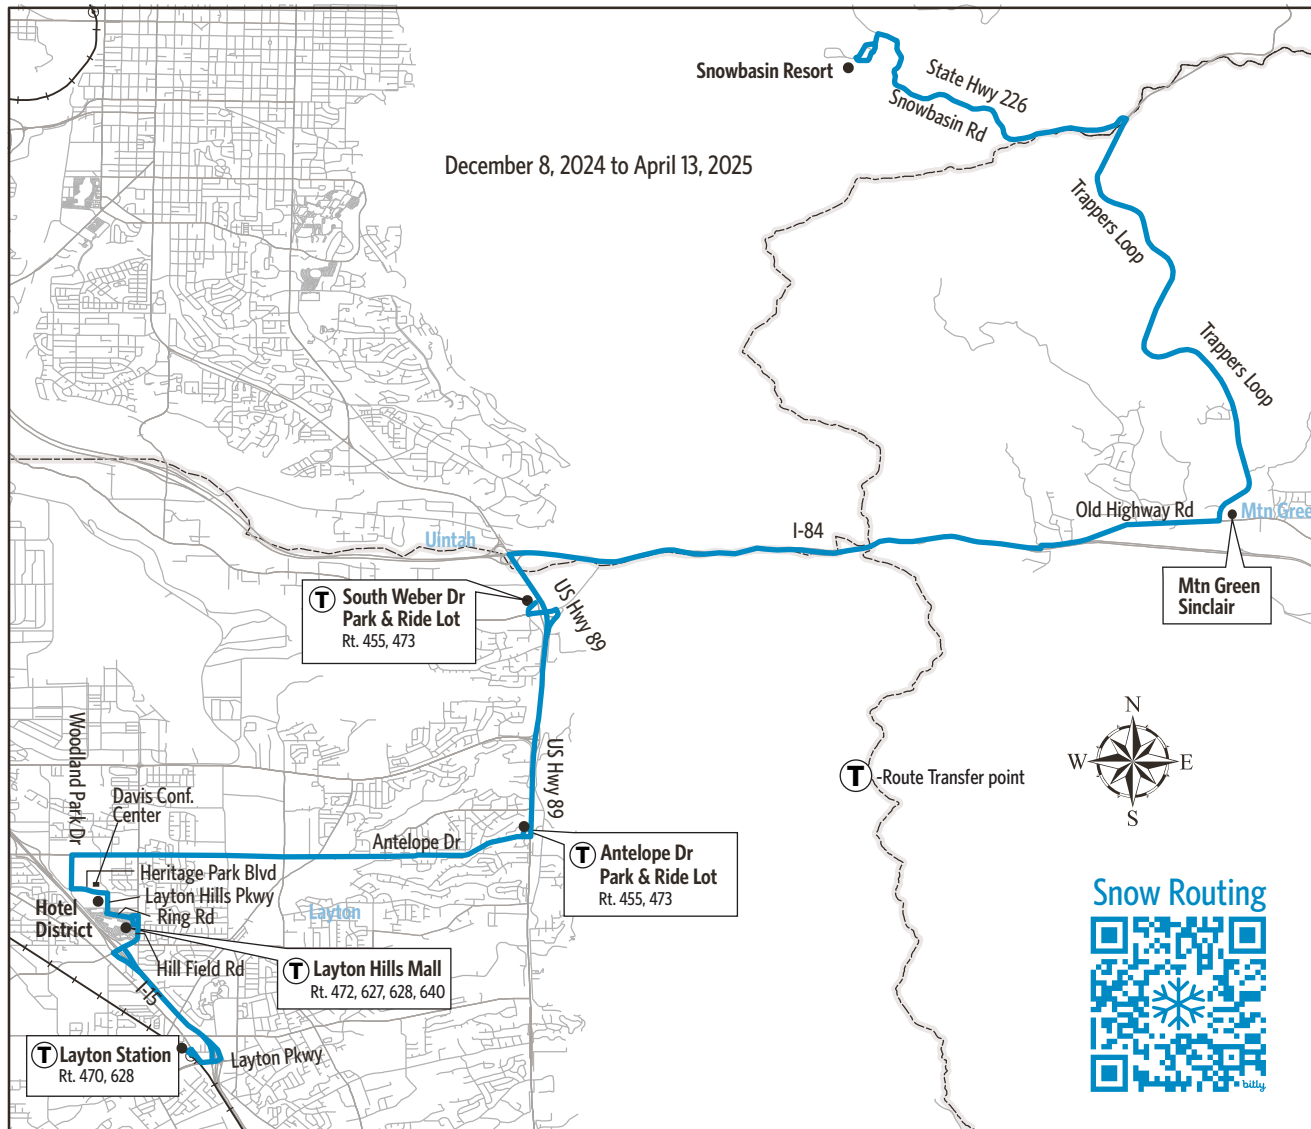 Snowbasin Resort
State Hwy 226
Snowbasin Rd
December 8, 2024 to April 13, 2025
Trappers Loop
Trappers Loop
Old Highway Rd
Mtn Gree
I-84
Uintah
Mtn Green
Sinclair
T South Weber Dr
Park & Ride Lot
Rt. 455, 473
US Hwy 89
N
W E
S
Woodland Park Dr
US Hwy 89
T -Route Transfer point
Davis Conf.
Center
Antelope Dr
T Antelope Dr
Park & Ride Lot
Rt. 455, 473
Heritage Park Blvd
Layton Hills Pkwy
Ring Rd
Hotel
District
Layton
Snow Routing
Hill Field Rd
T Layton Hills Mall
Rt. 472, 627, 628, 640
I-15
T Layton Station
Rt. 470, 628
Layton Pkwy
bitly